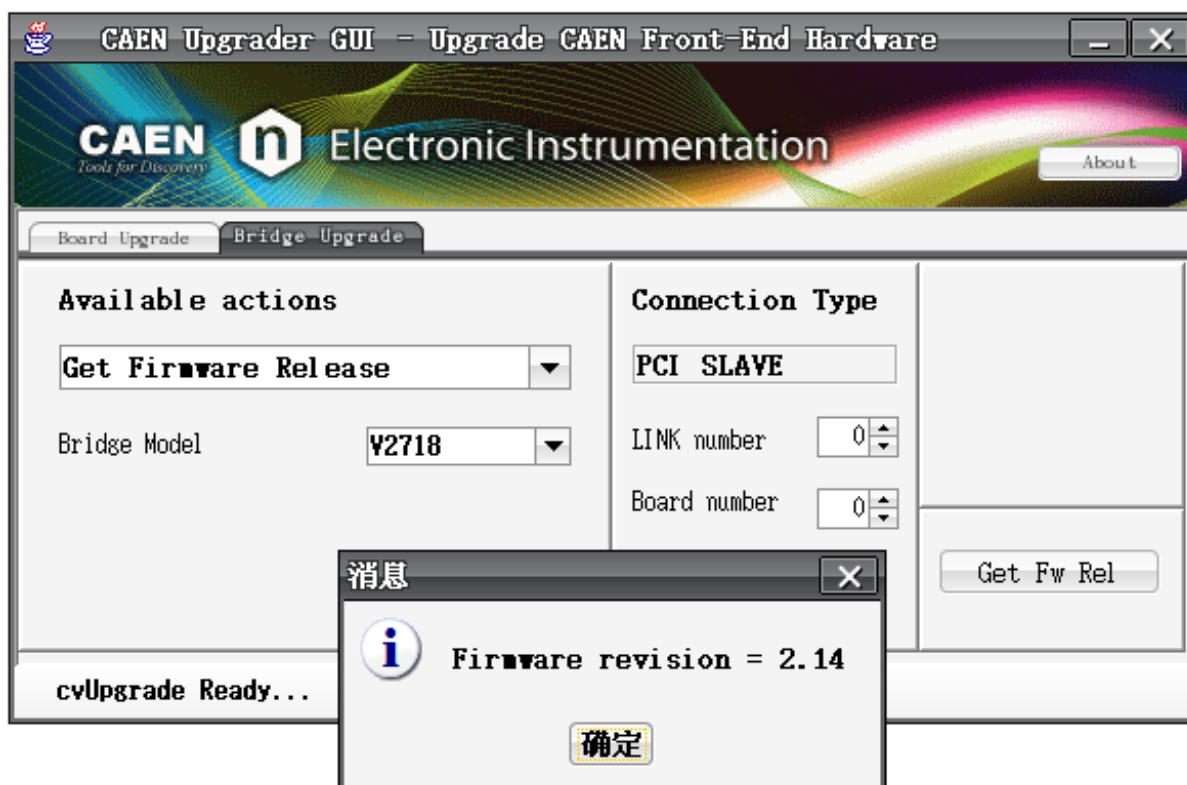 CAEN Upgrader GUI - Upgrade CAEN Front-End Hardware
CAEN
Tools for Discovery
n
Electronic Instrumentation
About
Board Upgrade
Bridge Upgrade
Available actions
Get Firmware Release
Bridge Model
V2718
Connection Type
PCI SLAVE
LINK number
0
Board number
0
Get Fw Rel
消息
Firmware revision = 2.14
确定
cvUpgrade Ready...